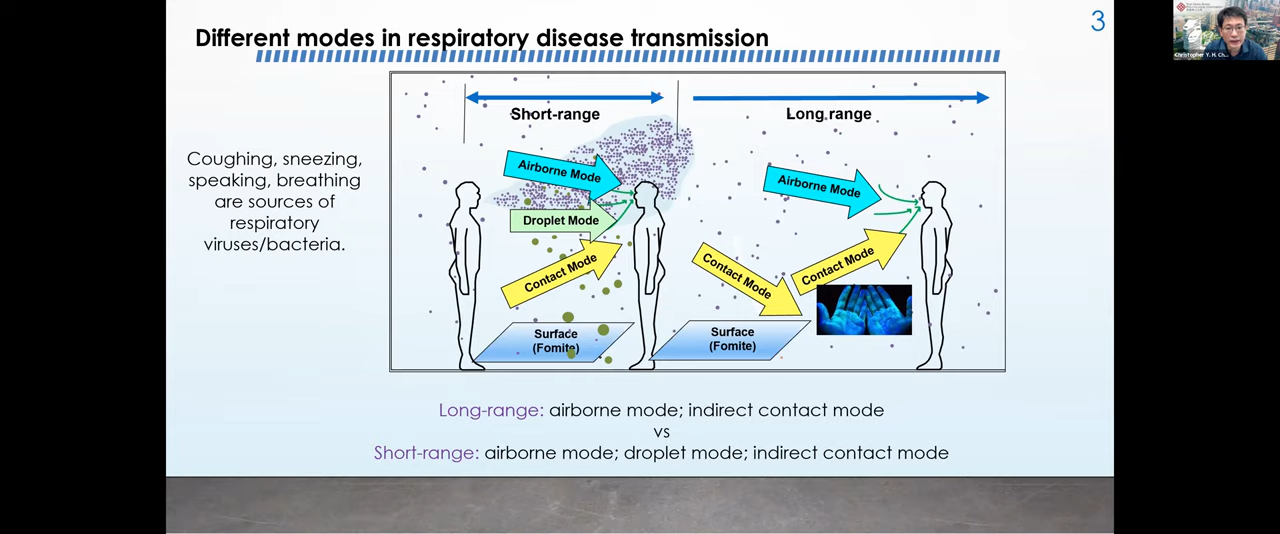 Different modes in respiratory disease transmission
3
Christopher Y. H. Ch...
Short-range
Long range
Coughing, sneezing,
speaking, breathing
are sources of
respiratory
viruses/bacteria.
Airborne Mode
Droplet Mode
Contact Mode
Surface
(Fomite)
Airborne Mode
Contact Mode
Contact Mode
Surface
(Fomite)
Long-range: airborne mode; indirect contact mode
vs
Short-range: airborne mode; droplet mode; indirect contact mode